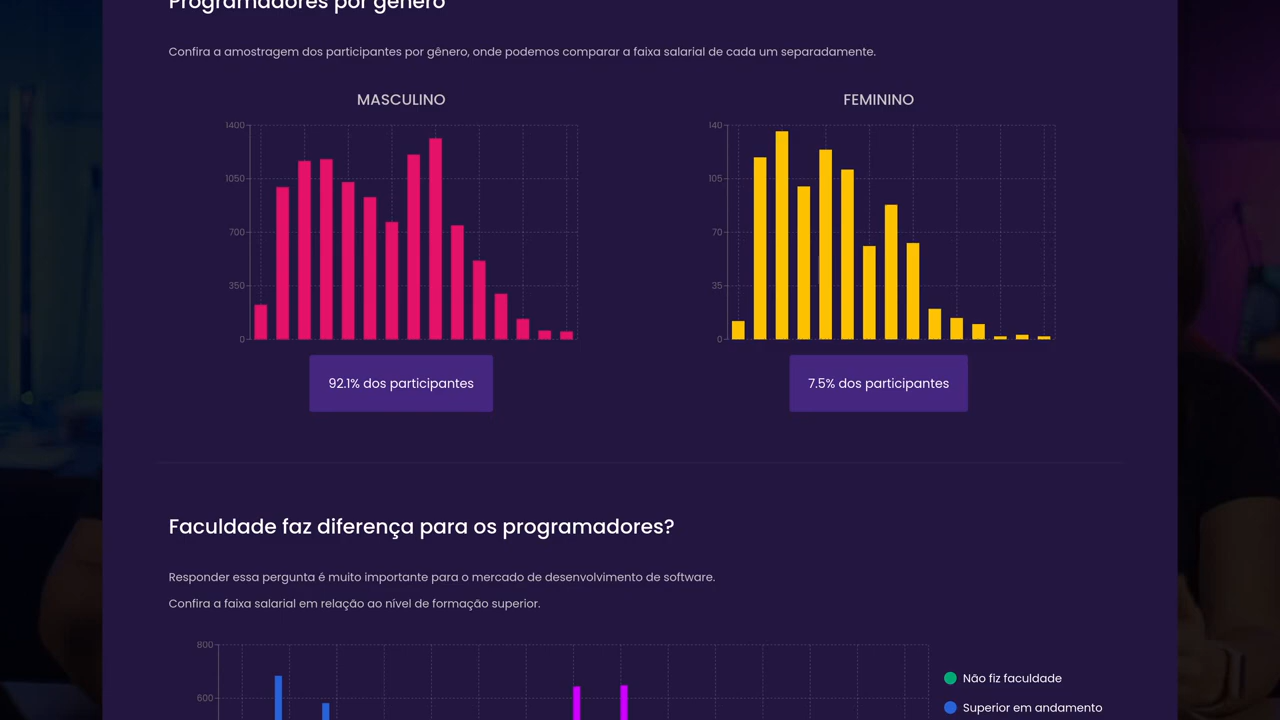 Programadores por gênero
Confira a amostragem dos participantes por gênero, onde podemos comparar a faixa salarial de cada um separadamente.
MASCULINO
1400
1050
700
350
0
92.1% dos participantes
FEMININO
140
105
70
35
0
7.5% dos participantes
Faculdade faz diferença para os programadores?
Responder essa pergunta é muito importante para o mercado de desenvolvimento de software.
Confira a faixa salarial em relação ao nível de formação superior.
800
600
Não fiz faculdade
Superior em andamento